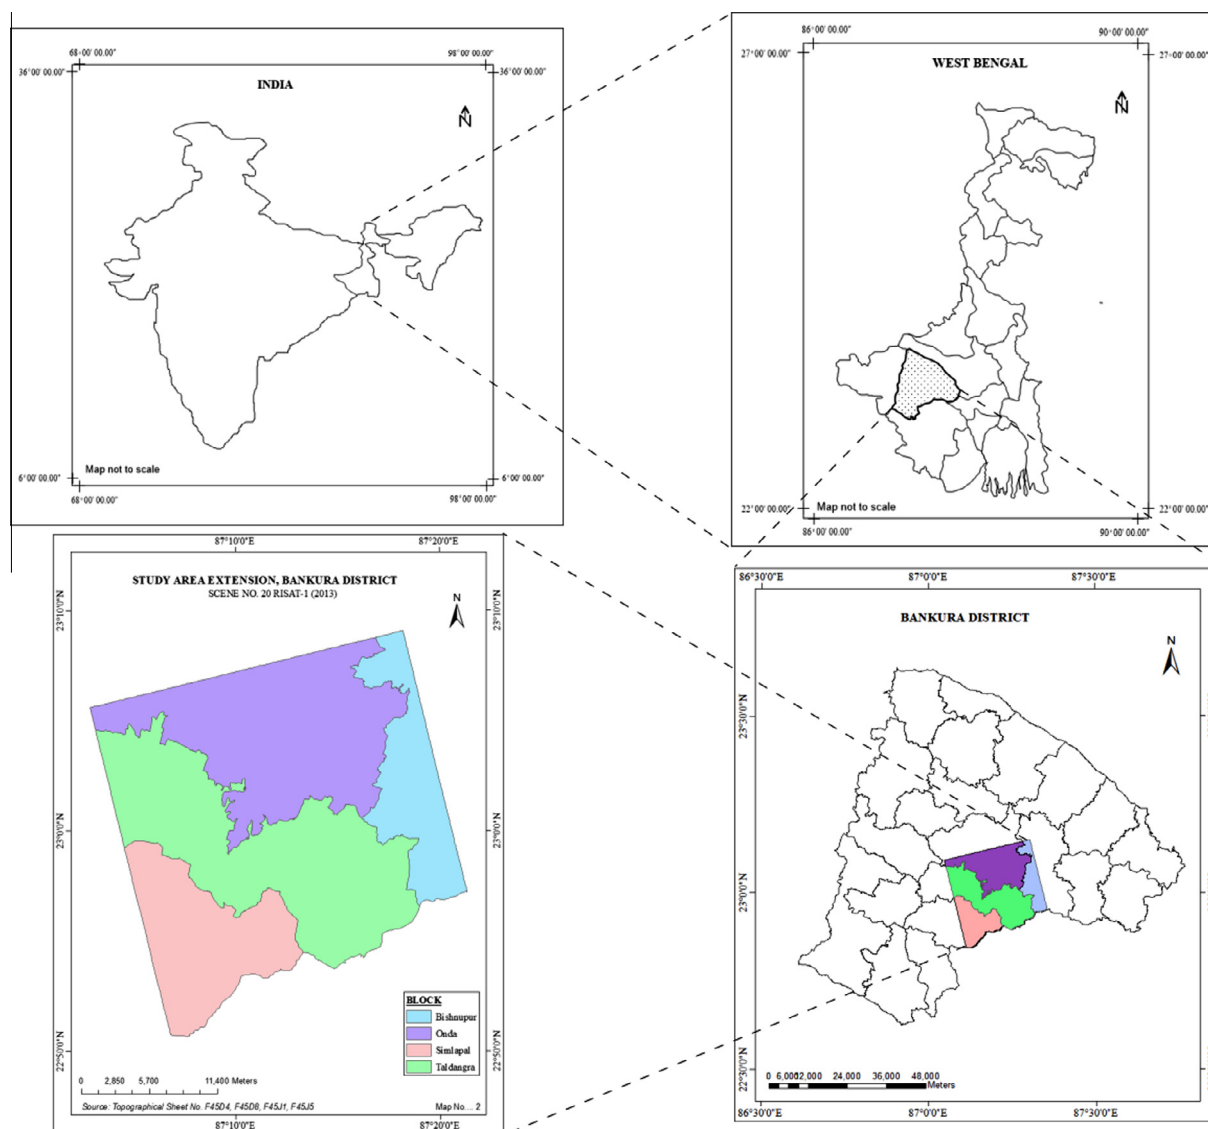 68°00' 00.00"
98°00' 00.00"
36°00' 00.00"
36°00' 00.00"
INDIA
N
Map not to scale
6°00' 00.00"
6°00' 00.00"
68°00' 00.00"
98°00' 00.00"
86°00' 00.00"
90°00' 00.00"
27°00' 00.00"
27°00' 00.00"
WEST BENGAL
N
Map not to scale
22°00' 00.00"
22°00' 00.00"
86°00' 00.00"
90°00' 00.00"
87°10'0"E
87°20'0"E
STUDY AREA EXTENSION, BANKURA DISTRICT
SCENE NO. 20 RISAT-1 (2013)
N
23°10'0"N
23°10'0"N
23°0'0"N
23°0'0"N
22°50'0"N
22°50'0"N
BLOCK
Bishnupur
Onda
Simlapal
Taldangra
0 2,850 5,700 11,400 Meters
Source: Topographical Sheet No. F45D4, F45D8, F45J1, F45J5
Map No... 2
87°10'0"E
87°20'0"E
86°30'0"E
87°0'0"E
87°30'0"E
BANKURA DISTRICT
N
23°30'0"N
23°0'0"N
22°30'0"N
0 6,000 12,000 24,000 36,000 48,000
Meters
86°30'0"E
87°0'0"E
87°30'0"E